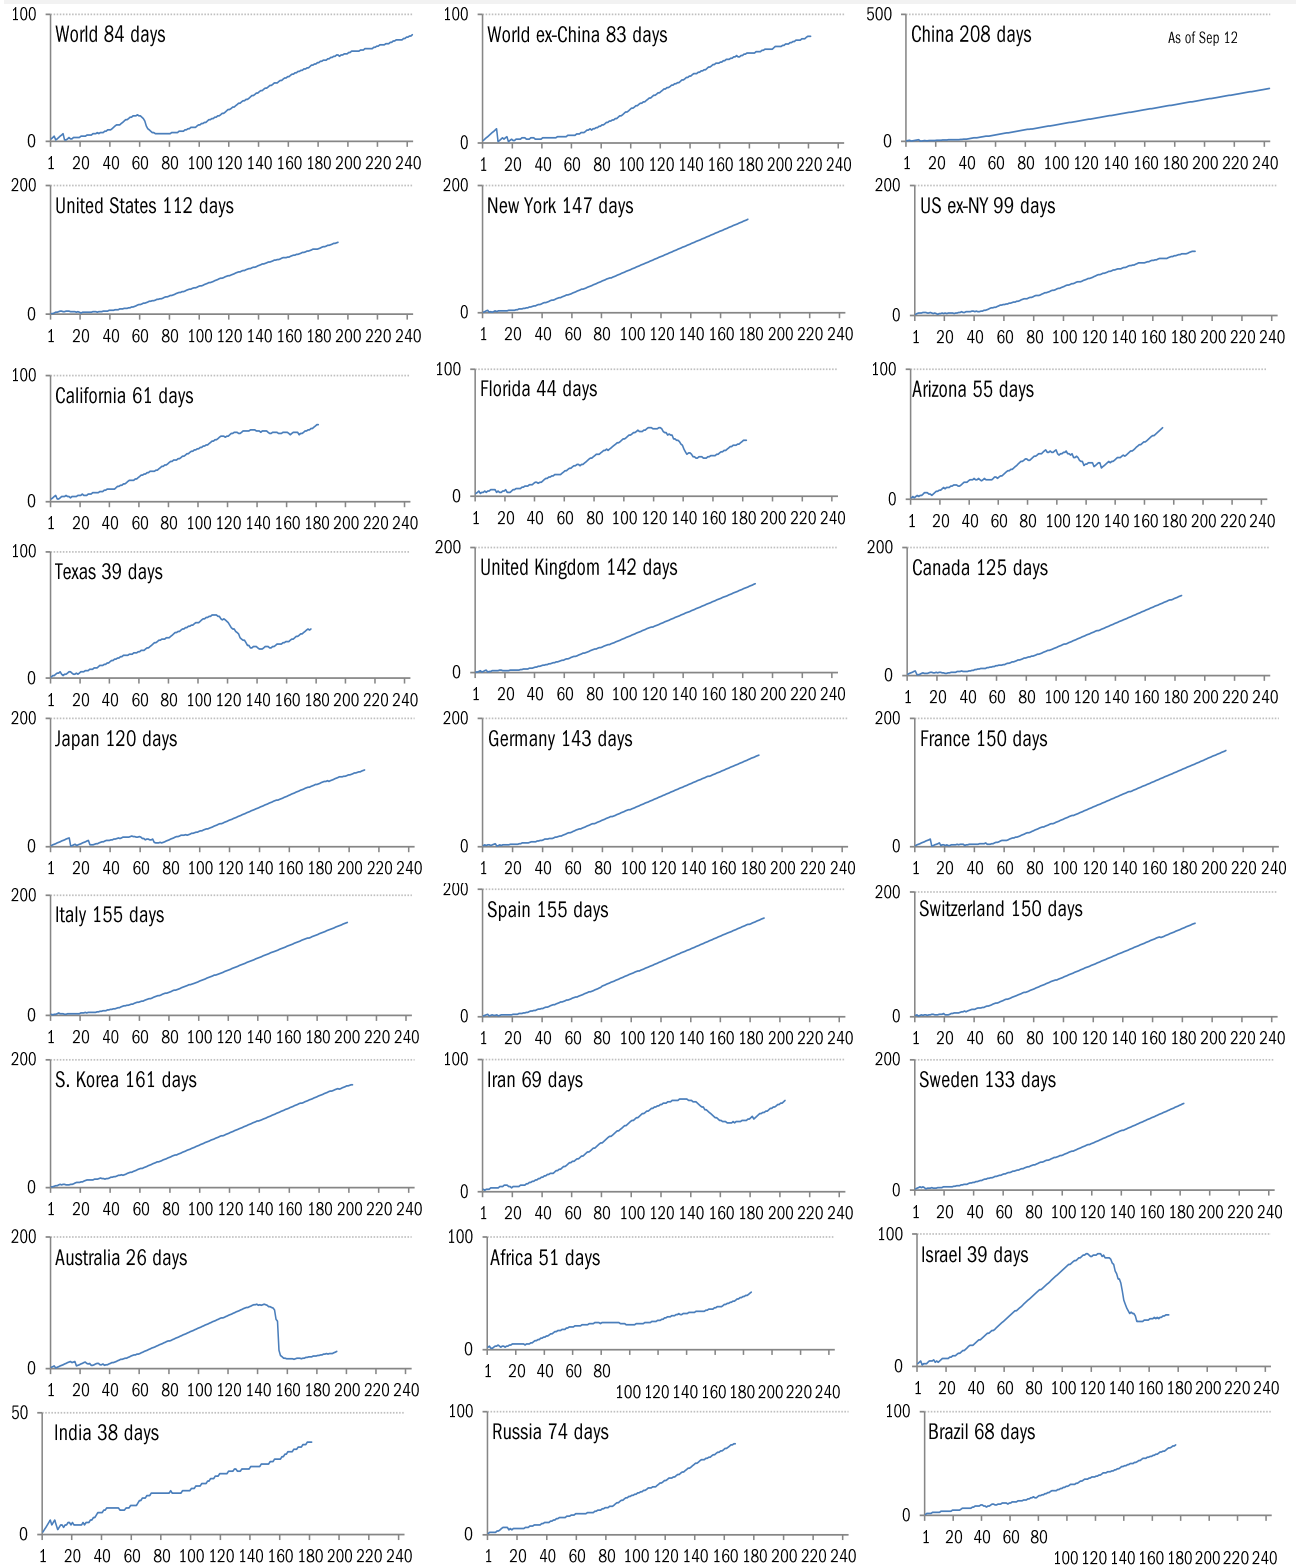 100 World 84 days
0
1 20 40 60 80 100 120 140 160 180 200 220 240
100 World ex-China 83 days
0
1 20 40 60 80 100 120 140 160 180 200 220 240
500 China 208 days As of Sep 12
250
0
1 20 40 60 80 100 120 140 160 180 200 220 240
200 United States 112 days
0
1 20 40 60 80 100 120 140 160 180 200 220 240
200 New York 147 days
0
1 20 40 60 80 100 120 140 160 180 200 220 240
200 US ex-NY 99 days
0
1 20 40 60 80 100 120 140 160 180 200 220 240
100 California 61 days
0
1 20 40 60 80 100 120 140 160 180 200 220 240
100 Florida 44 days
0
1 20 40 60 80 100 120 140 160 180 200 220 240
100 Arizona 55 days
0
1 20 40 60 80 100 120 140 160 180 200 220 240
100 Texas 39 days
0
1 20 40 60 80 100 120 140 160 180 200 220 240
200 United Kingdom 142 days
0
1 20 40 60 80 100 120 140 160 180 200 220 240
200 Canada 125 days
0
1 20 40 60 80 100 120 140 160 180 200 220 240
200 Japan 120 days
0
1 20 40 60 80 100 120 140 160 180 200 220 240
200 Germany 143 days
0
1 20 40 60 80 100 120 140 160 180 200 220 240
200 France 150 days
0
1 20 40 60 80 100 120 140 160 180 200 220 240
200 Italy 155 days
0
1 20 40 60 80 100 120 140 160 180 200 220 240
200 Spain 155 days
0
1 20 40 60 80 100 120 140 160 180 200 220 240
200 Switzerland 150 days
0
1 20 40 60 80 100 120 140 160 180 200 220 240
200 S. Korea 161 days
0
1 20 40 60 80 100 120 140 160 180 200 220 240
100 Iran 69 days
0
1 20 40 60 80 100 120 140 160 180 200 220 240
200 Sweden 133 days
0
1 20 40 60 80 100 120 140 160 180 200 220 240
200 Australia 26 days
0
1 20 40 60 80 100 120 140 160 180 200 220 240
100 Africa 51 days
0
1 20 40 60 80
100 120 140 160 180 200 220 240
100 Israel 39 days
0
1 20 40 60 80 100 120 140 160 180 200 220 240
50 India 38 days
0
1 20 40 60 80 100 120 140 160 180 200 220 240
100 Russia 74 days
0
1 20 40 60 80 100 120 140 160 180 200 220 240
100 Brazil 68 days
0
1 20 40 60 80
100 120 140 160 180 200 220 240